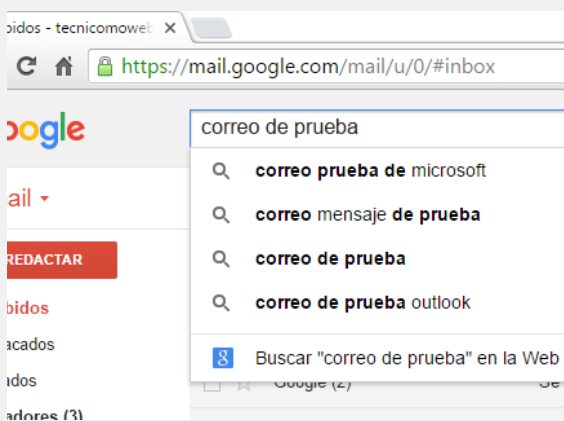 bidos - tecnicomoweb
https://mail.google.com/mail/u/0/#inbox
oogle
correo de prueba
correo prueba de microsoft
ail
correo mensaje de prueba
REDACTAR
correo de prueba
bidos
correo de prueba outlook
acados
Buscar "correo de prueba" en la Web
ados
Google (2)
adores (3)